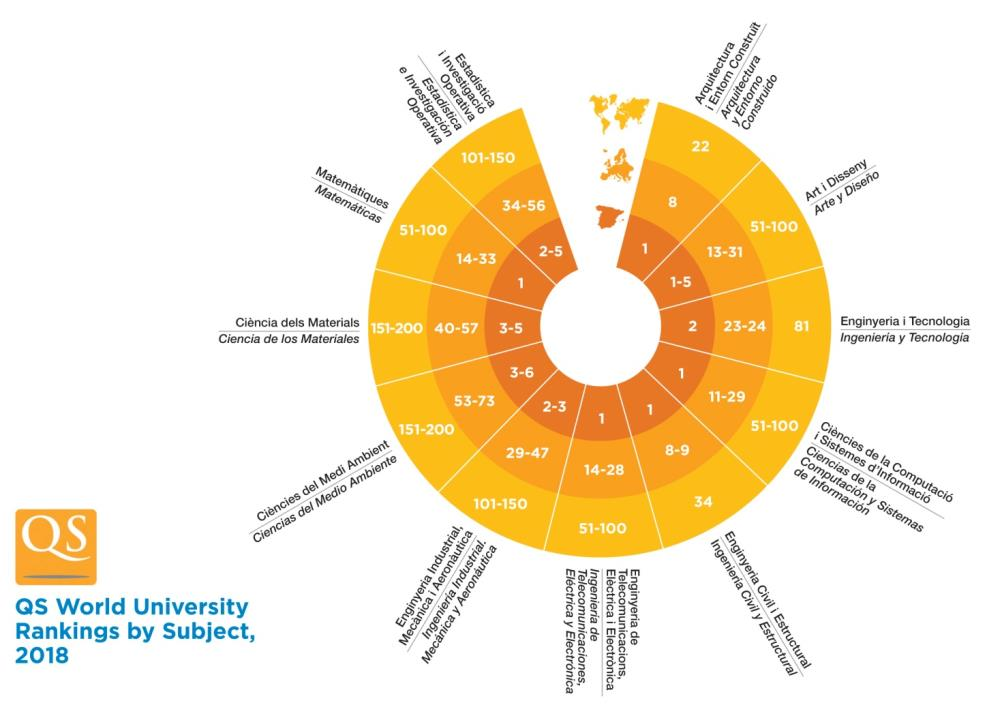 Arquitectura
i Entorn Construït
Arquitectura
y Entorno
Construido
22
8
1
Art i Disseny
Arte y Diseño
51-100
13-31
1-5
Enginyeria i Tecnologia
Ingeniería y Tecnología
81
23-24
2
Ciències de la Computació
i Sistemes d'Informació
Ciencias de la
Computación y Sistemas
de Información
51-100
11-29
1
Enginyeria Civil i Estructural
Ingeniería Civil y Estructural
34
8-9
1
Enginyeria de
Telecomunicacions,
Elèctrica i Electrònica
Ingeniería de
Telecomunicaciones,
Eléctrica y Electrónica
51-100
14-28
1
Enginyeria Industrial,
Mecànica i Aeronàutica
Ingeniería Industrial.
Mecánica y Aeronáutica
101-150
29-47
2-3
Ciències del Medi Ambient
Ciencias del Medio Ambiente
151-200
53-73
3-6
Ciència dels Materials
Ciencia de los Materiales
151-200
40-57
3-5
Matemàtiques
Matemáticas
51-100
14-33
1
Estadística
i Investigació
Operativa
Estadística
e Investigación
Operativa
101-150
34-56
2-5
QS
QS World University
Rankings by Subject,
2018